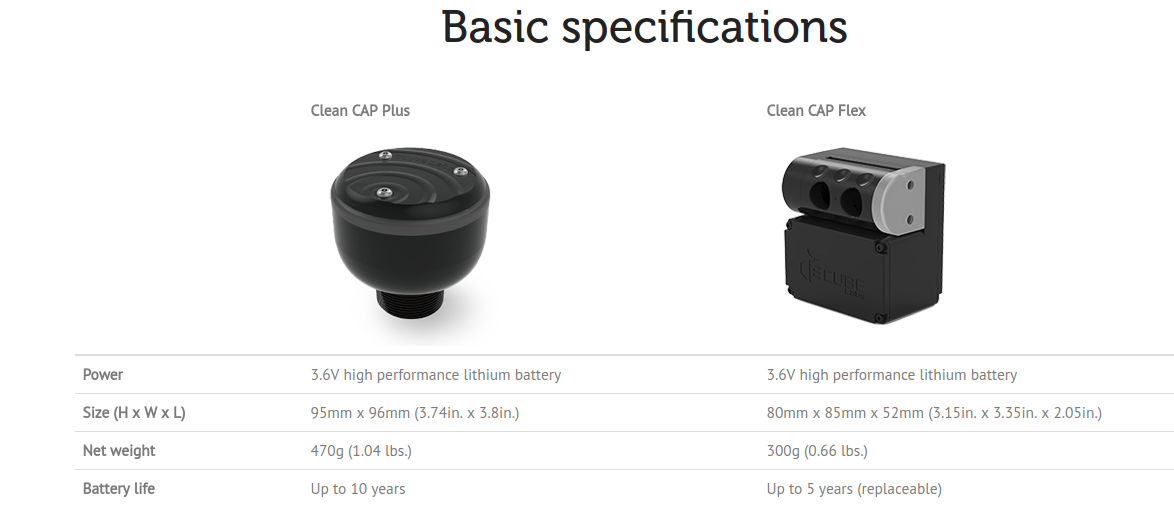 Basic specifications
Clean CAP Plus Clean CAP Flex
ECUBE
Labs
Power 3.6V high performance lithium battery 3.6V high performance lithium battery
Size (H x W x L) 95mm x 96mm (3.74in. x 3.8in.) 80mm x 85mm x 52mm (3.15in. x 3.35in. x 2.05in.)
Net weight 470g (1.04 lbs.) 300g (0.66 lbs.)
Battery life Up to 10 years Up to 5 years (replaceable)